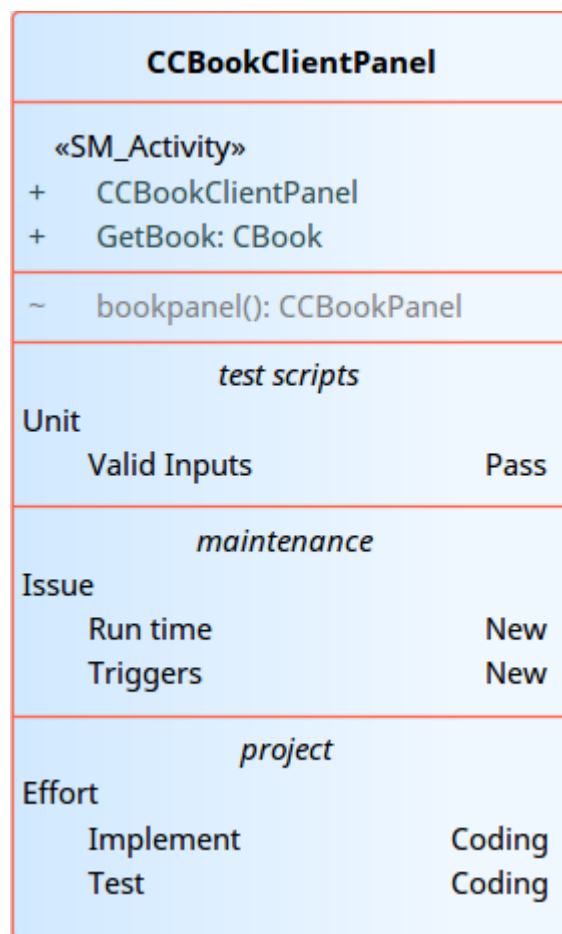 CCBookClientPanel
«SM_Activity»
+ CCBookClientPanel
+ GetBook: CBook
~ bookpanel(): CCBookPanel
test scripts
Unit
Valid Inputs Pass
maintenance
Issue
Run time New
Triggers New
project
Effort
Implement Coding
Test Coding